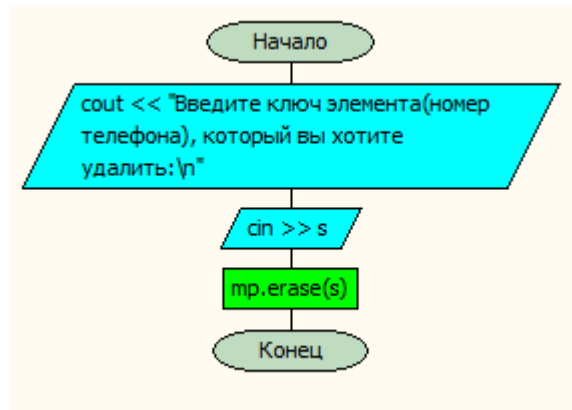 Начало
cout << "Введите ключ элемента(номер
телефона), который вы хотите
удалить:\n"
cin >> s
mp.erase(s)
Конец